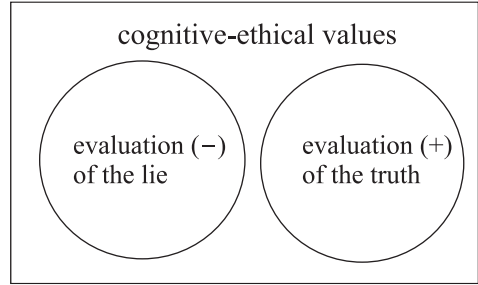 cognitive-ethical values
evaluation (−)
of the lie
evaluation (+)
of the truth